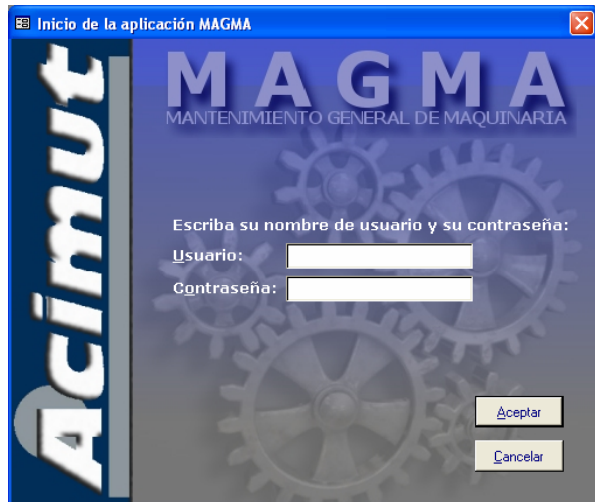 Inicio de la aplicación MAGMA
Acimut
MAGMA
MANTENIMIENTO GENERAL DE MAQUINARIA
Escriba su nombre de usuario y su contraseña:
Usuario:
Contraseña:
Aceptar
Cancelar